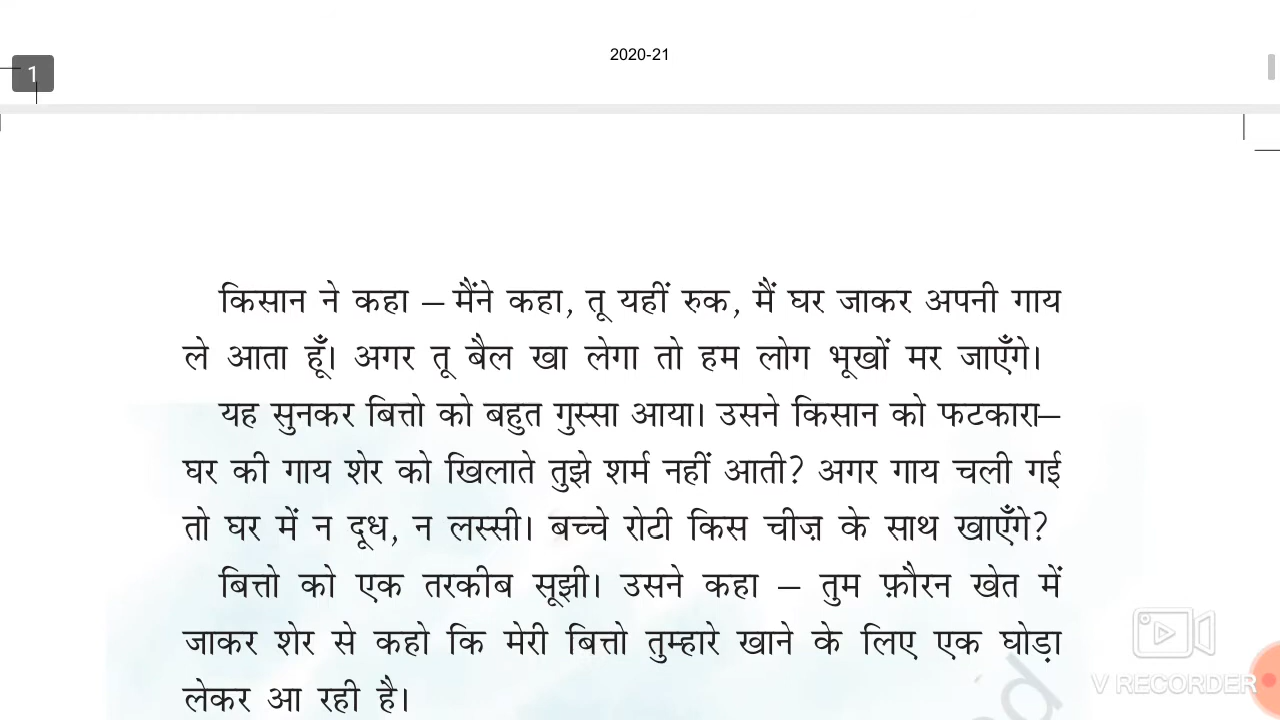 2020-21
1
किसान ने कहा – मैंने कहा, तू यहीं रुक, मैं घर जाकर अपनी गाय
ले आता हूँ। अगर तू बैल खा लेगा तो हम लोग भूखों मर जाएँगे।
यह सुनकर बित्तो को बहुत गुस्सा आया। उसने किसान को फटकारा–
घर की गाय शेर को खिलाते तुझे शर्म नहीं आती? अगर गाय चली गई
तो घर में न दूध, न लस्सी। बच्चे रोटी किस चीज़ के साथ खाएँगे?
बित्तो को एक तरकीब सूझी। उसने कहा – तुम फ़ौरन खेत में
जाकर शेर से कहो कि मेरी बित्तो तुम्हारे खाने के लिए एक घोड़ा
लेकर आ रही है।
V RECORDER